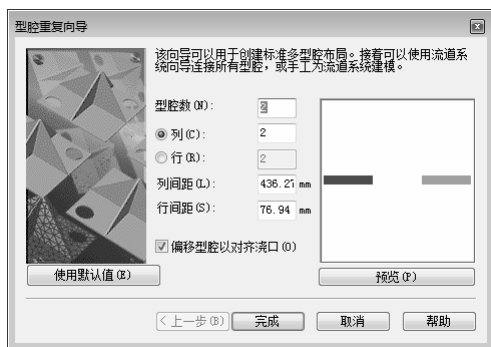 型腔重复向导
该向导可以用于创建标准多型腔布局。接着可以使用流道系
统向导连接所有型腔，或手工为流道系统建模。
型腔数(N): 2
列(C): 2
行(R): 2
列间距(L): 436.27 mm
行间距(S): 76.94 mm
偏移型腔以对齐浇口(O)
使用默认值(E)
预览(P)
<上一步(B)
完成
取消
帮助